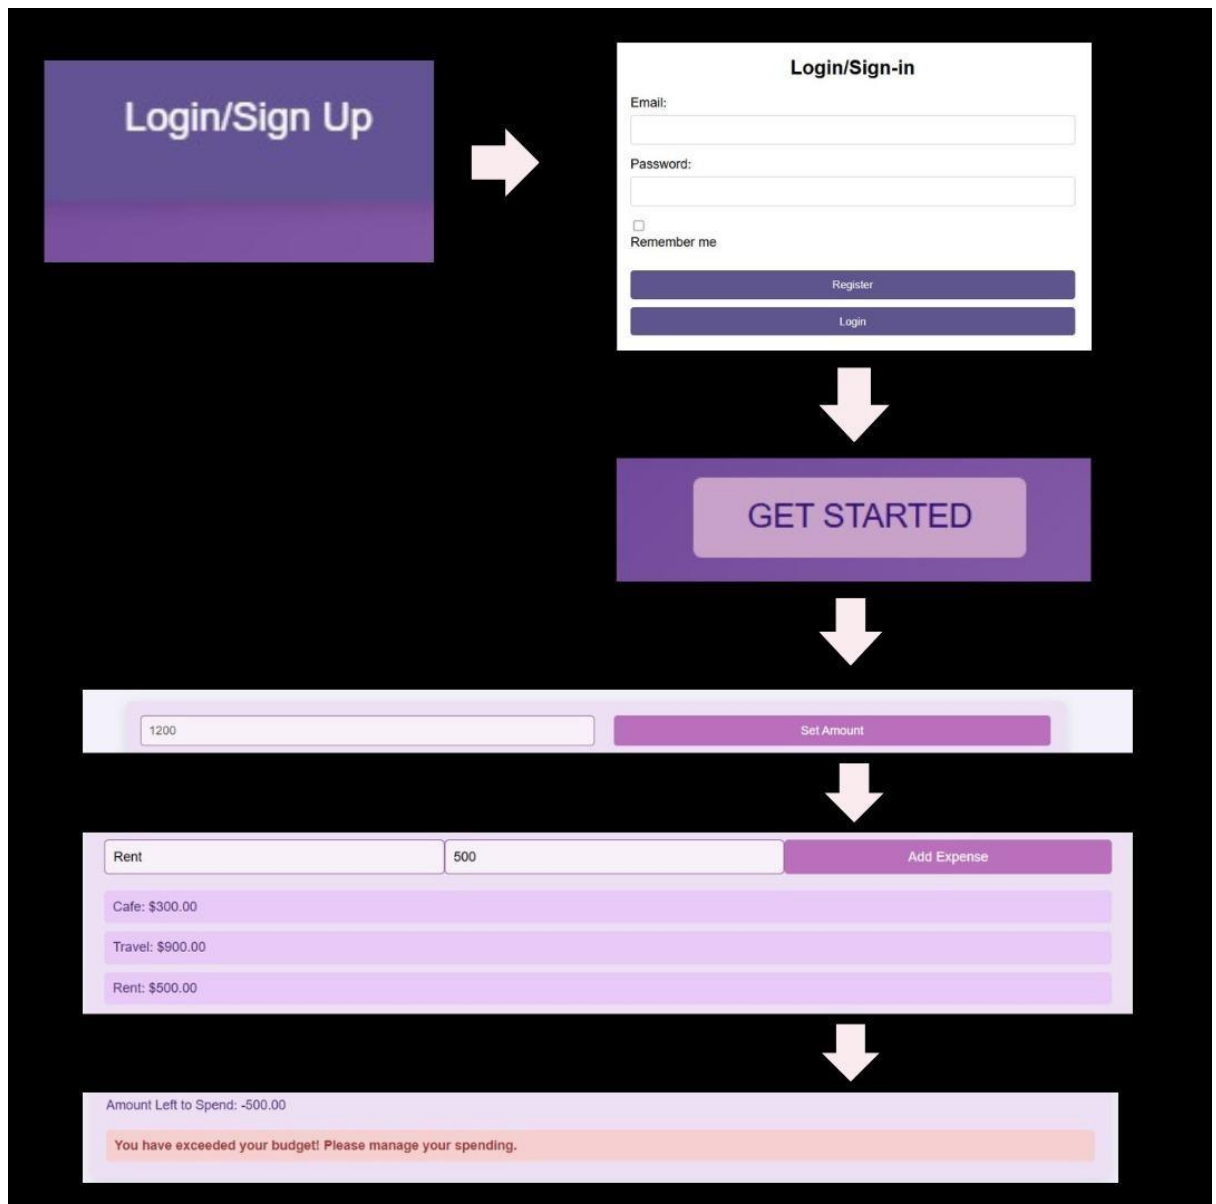 Login/Sign Up
Login/Sign-in
Email:
Password:
Remember me
Register
Login
GET STARTED
1200 Set Amount
Rent 500 Add Expense
Cafe: $300.00
Travel: $900.00
Rent: $500.00
Amount Left to Spend: -500.00
You have exceeded your budget! Please manage your spending.